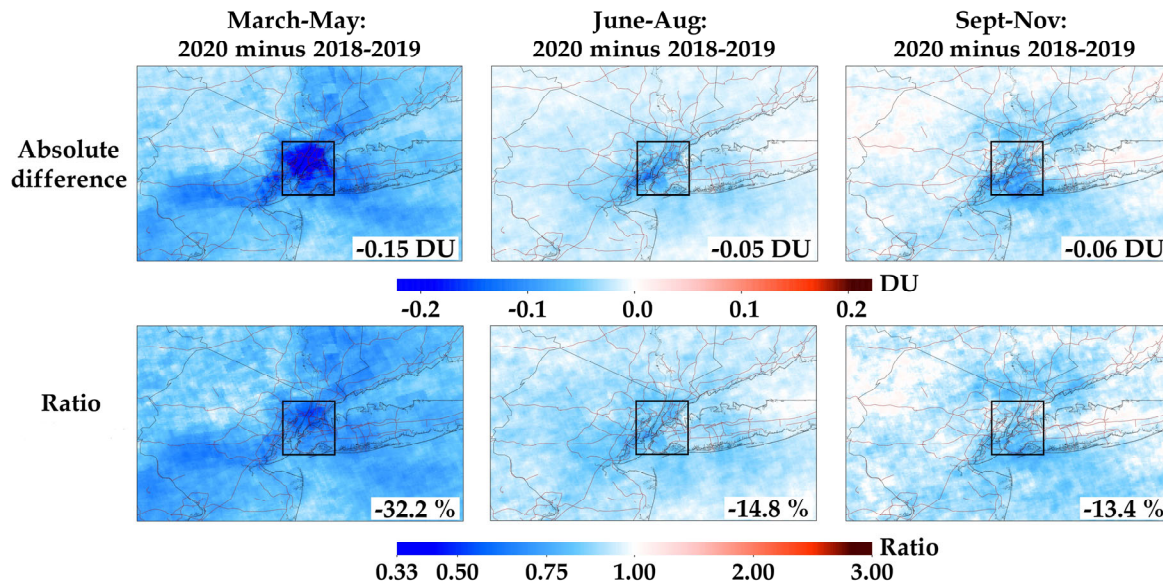 March-May:
2020 minus 2018-2019
June-Aug:
2020 minus 2018-2019
Sept-Nov:
2020 minus 2018-2019
Absolute
difference
-0.15 DU
-0.05 DU
-0.06 DU
DU
-0.2 -0.1 0.0 0.1 0.2
Ratio
-32.2 %
-14.8 %
-13.4 %
Ratio
0.33 0.50 0.75 1.00 2.00 3.00